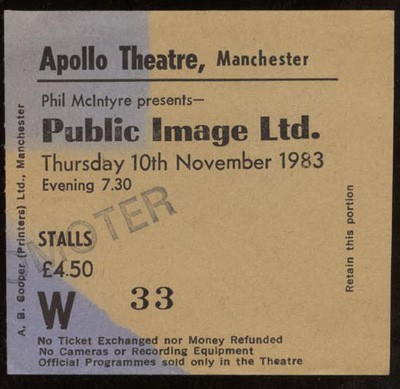 Apollo Theatre, Manchester
Phil McIntyre presents—
Public Image Ltd.
Thursday 10th November 1983
Evening 7.30
MOTER
STALLS
£4.50
W 33
No Ticket Exchanged nor Money Refunded
No Cameras or Recording Equipment
Official Programmes sold only in the Theatre
A. B. Cooper (Printers) Ltd., Manchester
Retain this portion